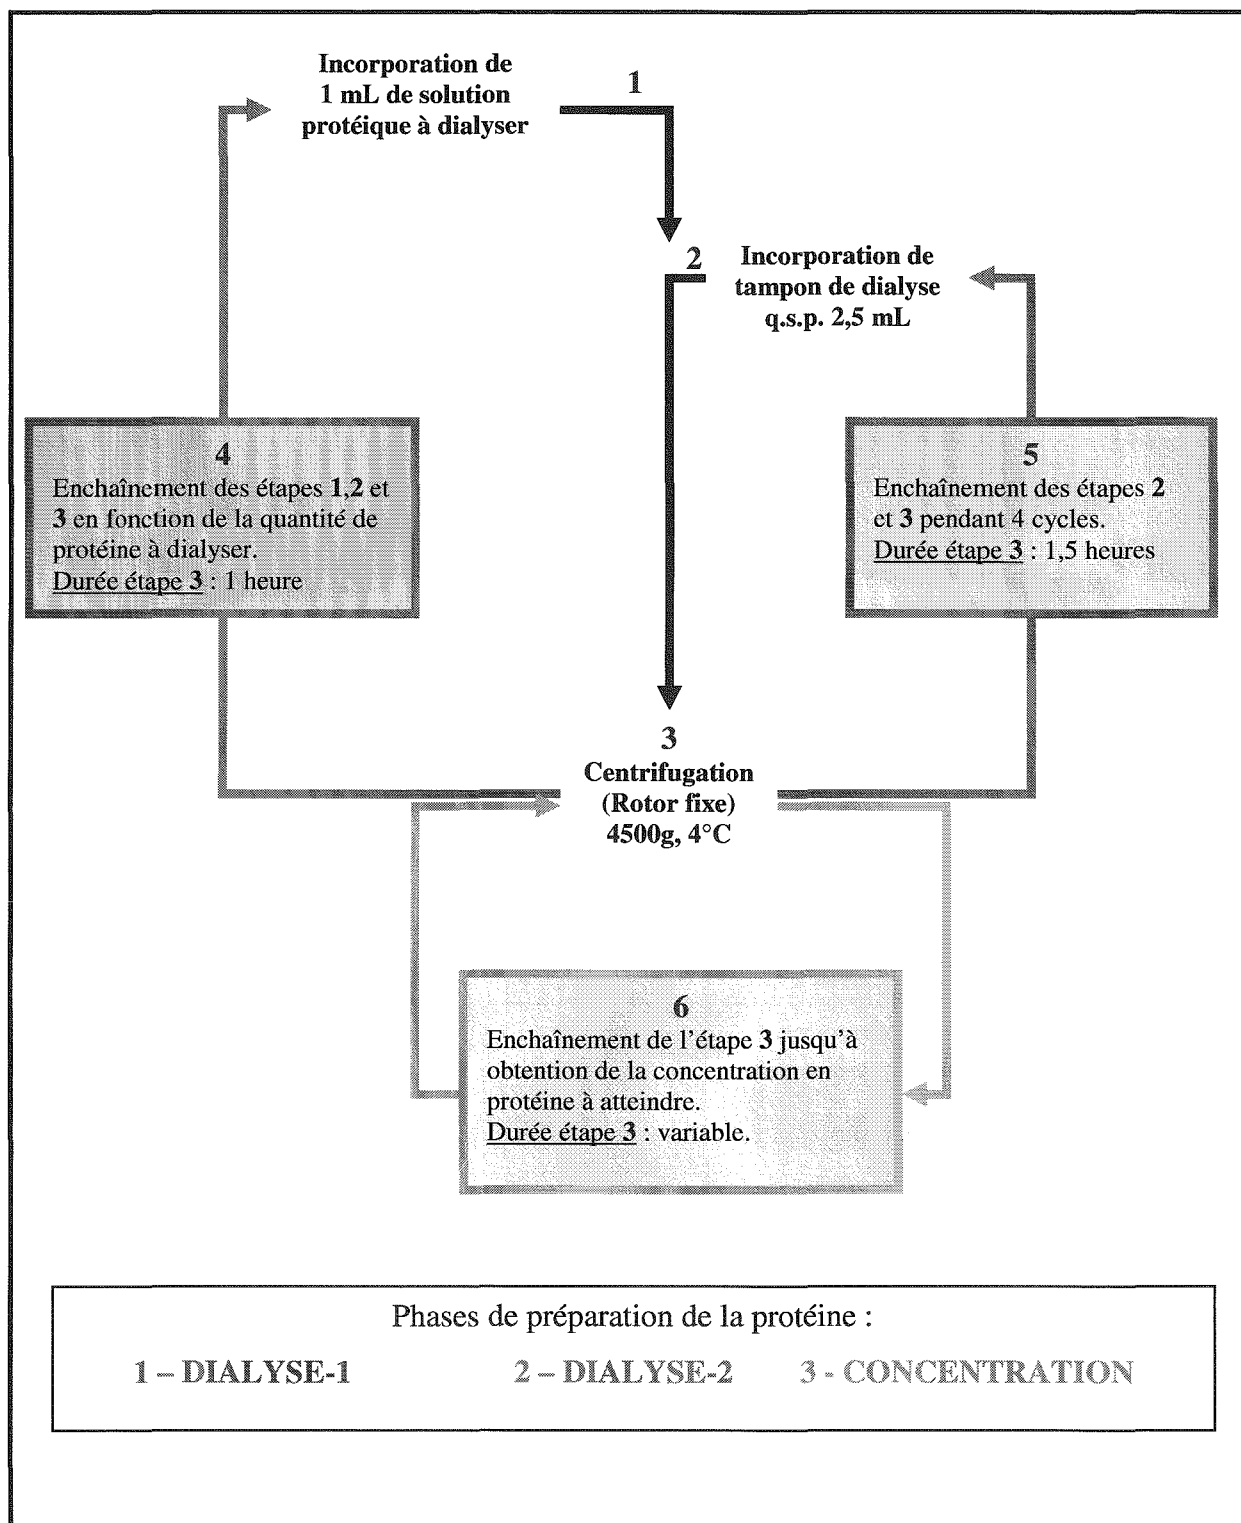 Incorporation de
1 mL de solution
protéique à dialyser
1
2
Incorporation de
tampon de dialyse
q.s.p. 2,5 mL
4
Enchaînement des étapes 1,2 et
3 en fonction de la quantité de
protéine à dialyser.
Durée étape 3 : 1 heure
5
Enchaînement des étapes 2
et 3 pendant 4 cycles.
Durée étape 3 : 1,5 heures
3
Centrifugation
(Rotor fixe)
4500g, 4°C
6
Enchaînement de l'étape 3 jusqu'à
obtention de la concentration en
protéine à atteindre.
Durée étape 3 : variable.
Phases de préparation de la protéine :
1 – DIALYSE-1 2 – DIALYSE-2 3 - CONCENTRATION